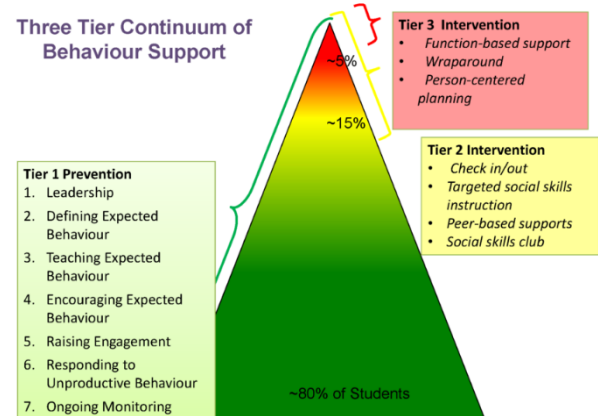 Three Tier Continuum of
Behaviour Support
Tier 3 Intervention
• Function-based support
• Wraparound
• Person-centered
planning
~5%
~15%
Tier 2 Intervention
• Check in/out
• Targeted social skills
instruction
• Peer-based supports
• Social skills club
Tier 1 Prevention
1. Leadership
2. Defining Expected
Behaviour
3. Teaching Expected
Behaviour
4. Encouraging Expected
Behaviour
5. Raising Engagement
6. Responding to
Unproductive Behaviour
7. Ongoing Monitoring
~80% of Students